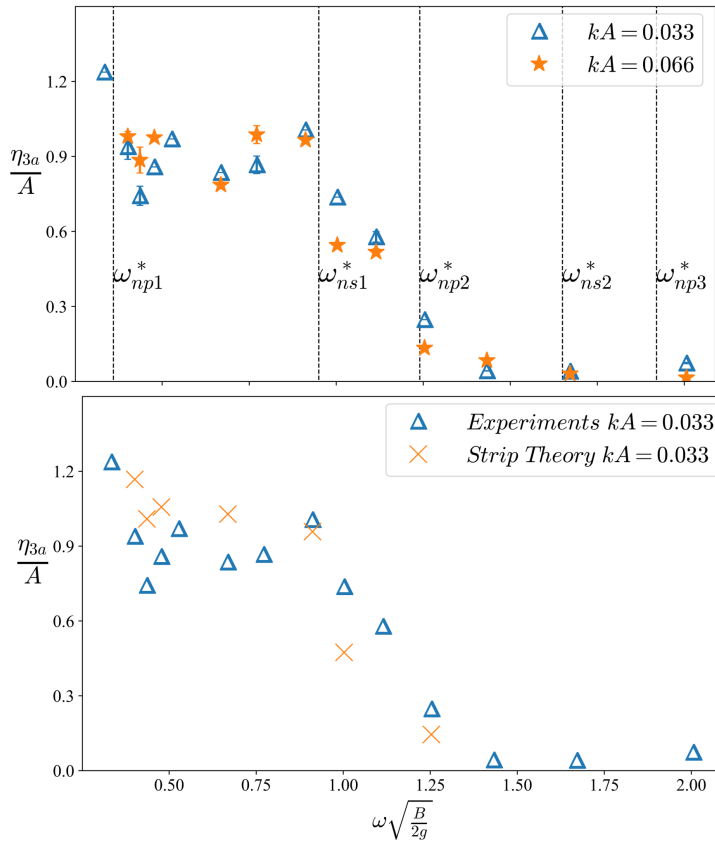 kA = 0.033
kA = 0.066
1.2
0.9
η3a/A
0.6
ω*np1 ω*ns1 ω*np2 ω*ns2 ω*np3
0.3
0.0
Experiments kA = 0.033
Strip Theory kA = 0.033
1.2
0.9
η3a/A
0.6
0.3
0.0
0.50 0.75 1.00 1.25 1.50 1.75 2.00
ω√(B/2g)